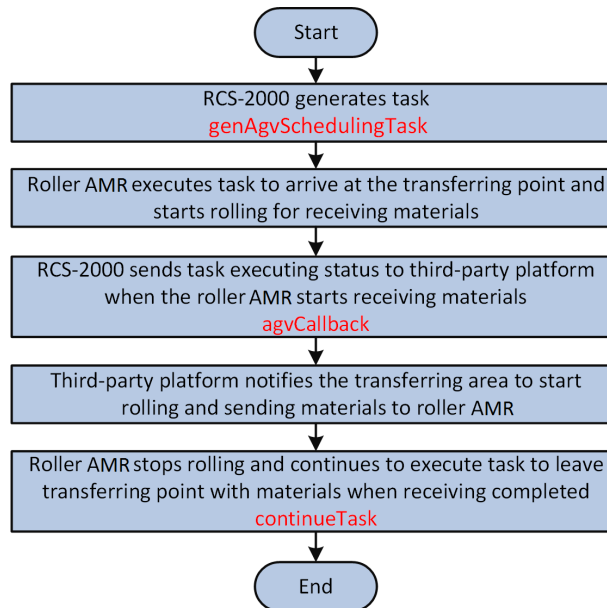 Start
RCS-2000 generates task
genAgvSchedulingTask
Roller AMR executes task to arrive at the transferring point and
starts rolling for receiving materials
RCS-2000 sends task executing status to third-party platform
when the roller AMR starts receiving materials
agvCallback
Third-party platform notifies the transferring area to start
rolling and sending materials to roller AMR
Roller AMR stops rolling and continues to execute task to leave
transferring point with materials when receiving completed
continueTask
End